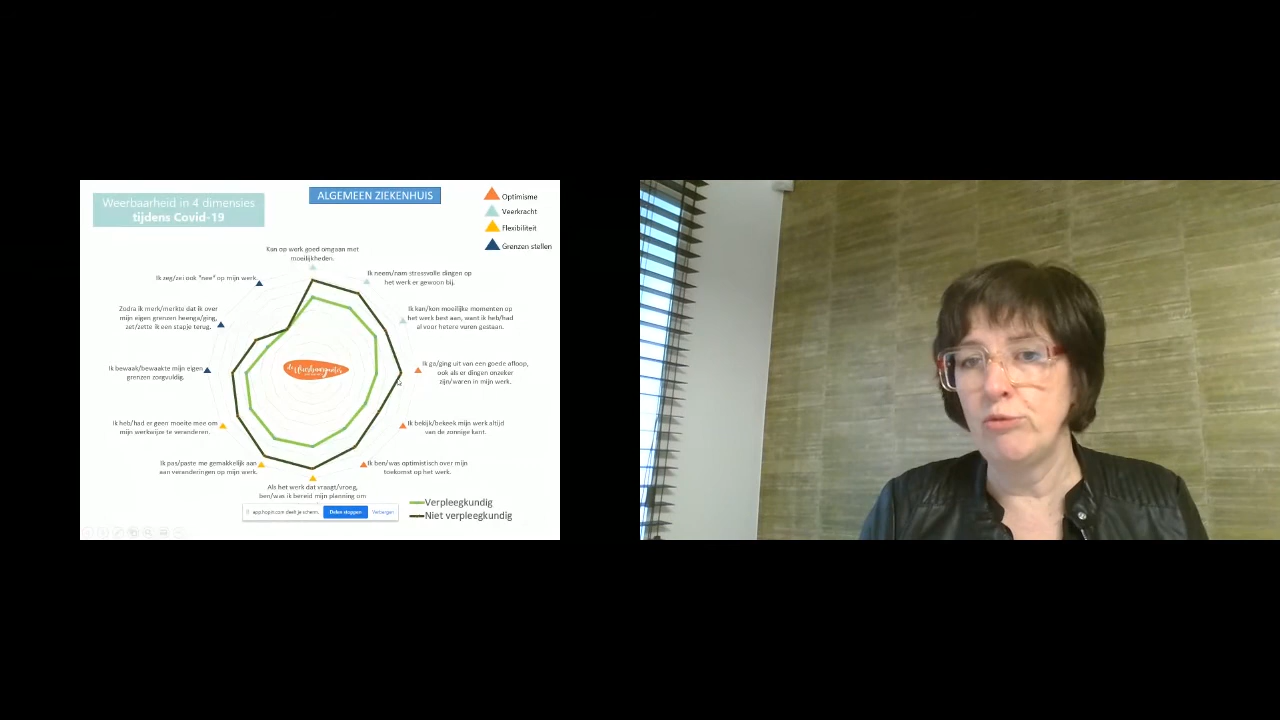 Weerbaarheid in 4 dimensies
tijdens Covid-19
ALGEMEEN ZIEKENHUIS
Optimisme
Veerkracht
Flexibiliteit
Grenzen stellen
Kan op werk goed omgaan met
moeilijkheden.
Ik neem/nam stressvolle dingen op
het werk er gewoon bij.
Ik kan/kon moeilijke momenten op
het werk best aan, want ik heb/had
al voor hetere vuren gestaan.
Ik ga/ging uit van een goede afloop,
ook als er dingen onzeker
zijn/waren in mijn werk.
Ik bekijk/bekeek mijn werk altijd
van de zonnige kant.
Ik ben/was optimistisch over mijn
toekomst op het werk.
Als het werk dat vraagt/vroeg,
ben/was ik bereid mijn planning om
Ik pas/paste me gemakkelijk aan
aan veranderingen op mijn werk.
Ik heb/had er geen moeite mee om
mijn werkwijze te veranderen.
Ik bewaak/bewaakte mijn eigen
grenzen zorgvuldig.
Zodra ik merk/merkte dat ik over
mijn eigen grenzen heenga/ging,
zet/zette ik een stapje terug.
Ik zeg/zei ook "nee" op mijn werk.
app.hopin.com deelt je scherm.
Delen stoppen
Verbergen
Verpleegkundig
Niet verpleegkundig